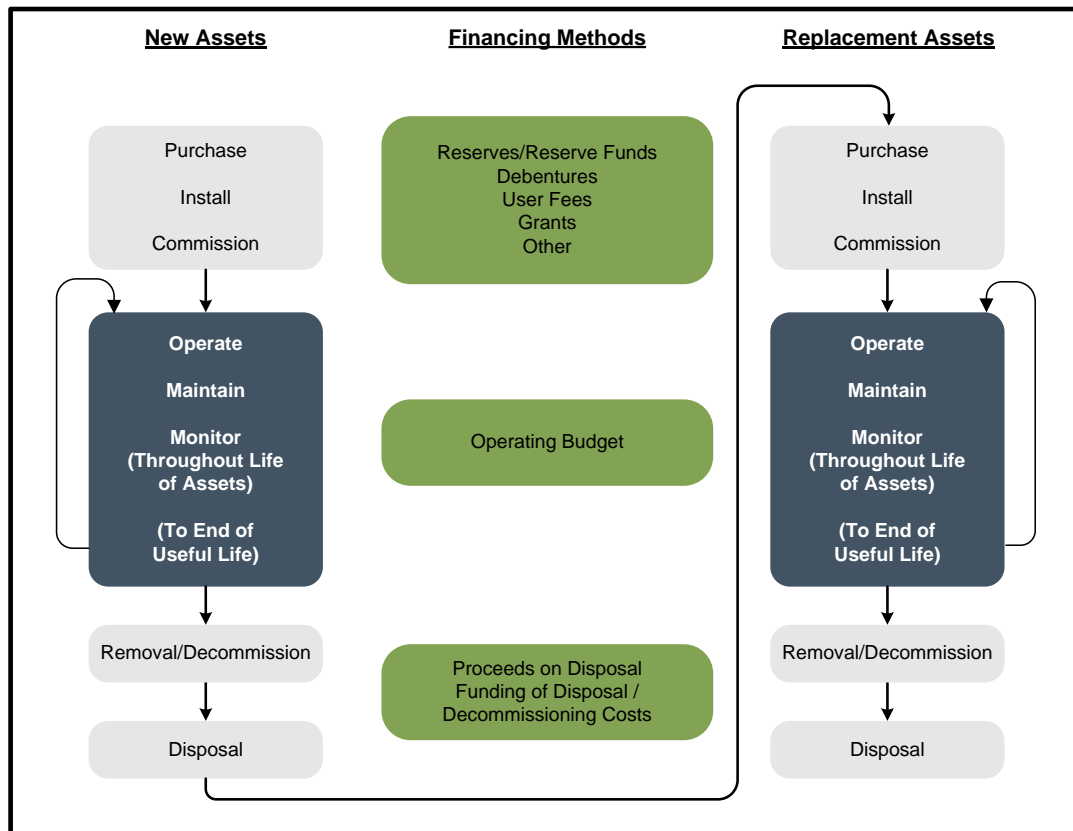 New Assets
Purchase
Install
Commission
Operate
Maintain
Monitor
(Throughout Life
of Assets)
(To End of
Useful Life)
Removal/Decommission
Disposal
Financing Methods
Reserves/Reserve Funds
Debentures
User Fees
Grants
Other
Operating Budget
Proceeds on Disposal
Funding of Disposal /
Decommissioning Costs
Replacement Assets
Purchase
Install
Commission
Operate
Maintain
Monitor
(Throughout Life
of Assets)
(To End of
Useful Life)
Removal/Decommission
Disposal